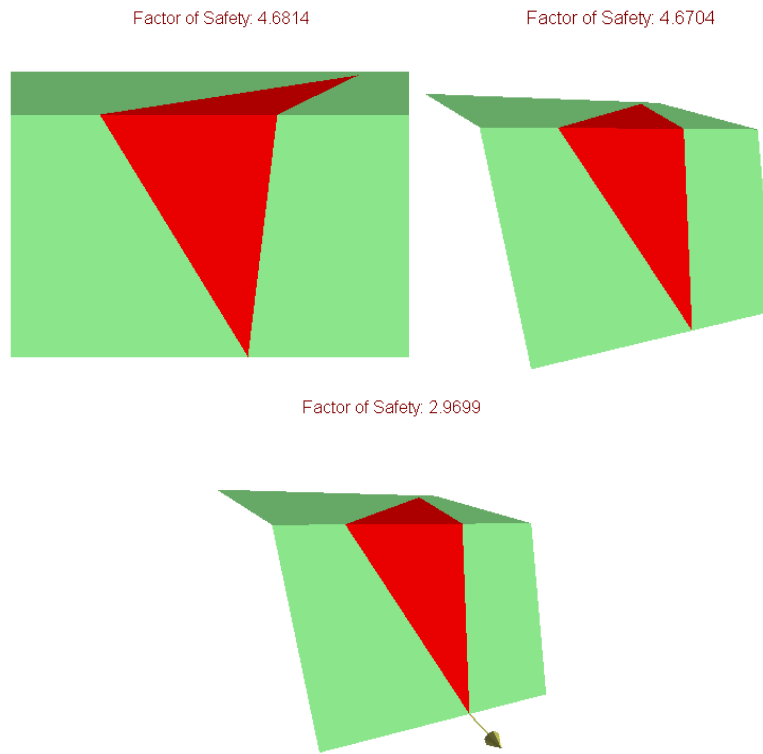 Factor of Safety: 4.6814
Factor of Safety: 4.6704
Factor of Safety: 2.9699